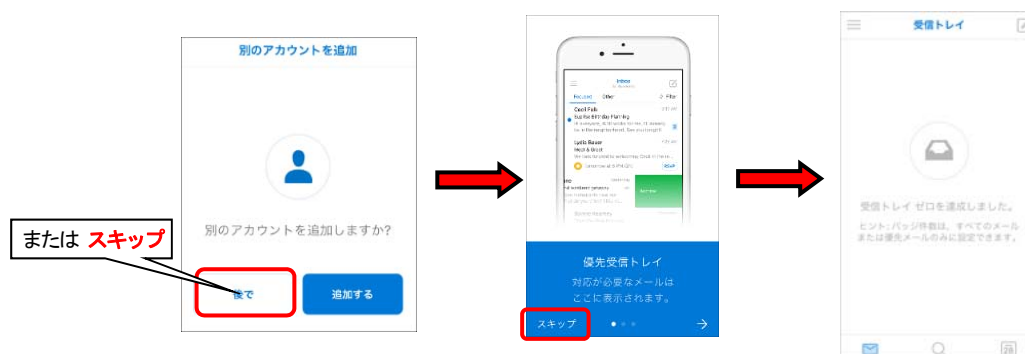 別のアカウントを追加
別のアカウントを追加しますか?
または スキップ
後で
追加する
Inbox
Focused Other Filter
Cecil Folk
Lydia Bauer
優先受信トレイ
対応が必要なメールは
ここに表示されます。
スキップ
受信トレイ
受信トレイ ゼロを達成しました。
ヒント: バッジ件数は、すべてのメール
または優先メールのみに設定できます。